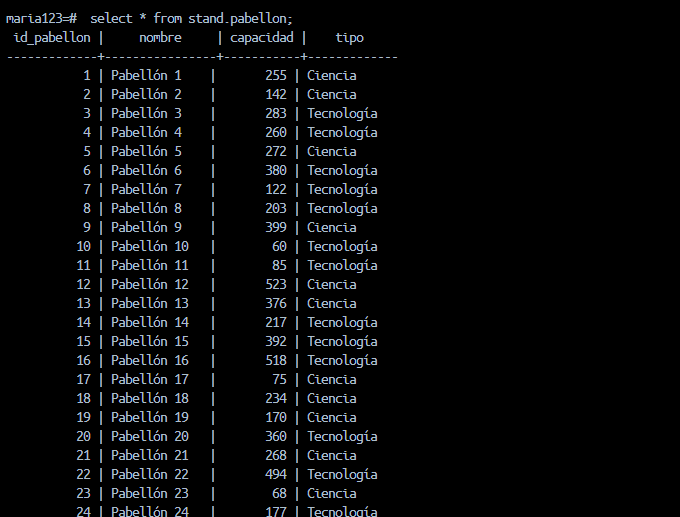 maria123=#  select * from stand.pabellon;
 id_pabellon |     nombre     | capacidad |    tipo
-------------+----------------+-----------+-------------
           1 | Pabellón 1     |       255 | Ciencia
           2 | Pabellón 2     |       142 | Ciencia
           3 | Pabellón 3     |       283 | Tecnología
           4 | Pabellón 4     |       260 | Tecnología
           5 | Pabellón 5     |       272 | Ciencia
           6 | Pabellón 6     |       380 | Tecnología
           7 | Pabellón 7     |       122 | Tecnología
           8 | Pabellón 8     |       203 | Tecnología
           9 | Pabellón 9     |       399 | Ciencia
          10 | Pabellón 10    |        60 | Tecnología
          11 | Pabellón 11    |        85 | Tecnología
          12 | Pabellón 12    |       523 | Ciencia
          13 | Pabellón 13    |       376 | Ciencia
          14 | Pabellón 14    |       217 | Tecnología
          15 | Pabellón 15    |       392 | Tecnología
          16 | Pabellón 16    |       518 | Tecnología
          17 | Pabellón 17    |        75 | Ciencia
          18 | Pabellón 18    |       234 | Ciencia
          19 | Pabellón 19    |       170 | Ciencia
          20 | Pabellón 20    |       360 | Tecnología
          21 | Pabellón 21    |       268 | Ciencia
          22 | Pabellón 22    |       494 | Tecnología
          23 | Pabellón 23    |        68 | Ciencia
          24 | Pabellón 24    |       177 | Tecnología